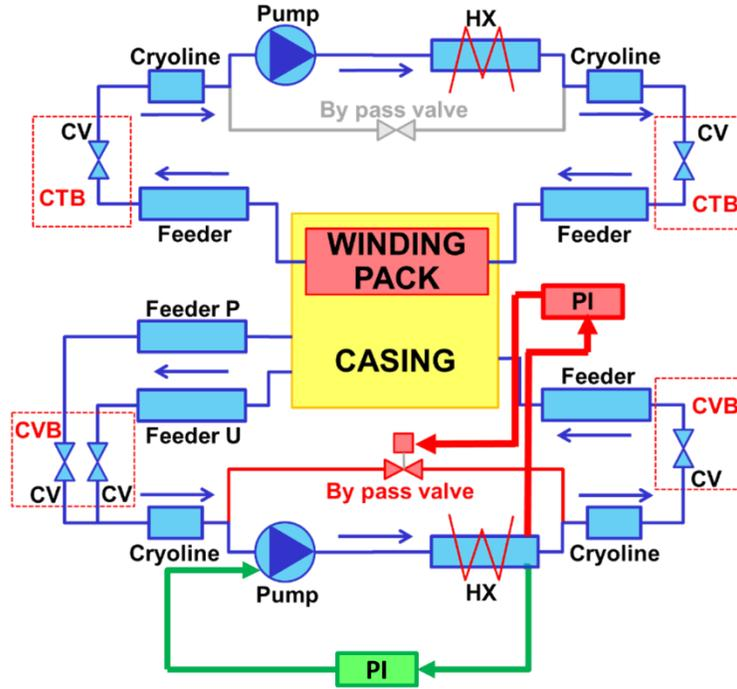 Pump
HX
Cryoline
Cryoline
By pass valve
CV
CV
CTB
CTB
Feeder
Feeder
WINDING
PACK
PI
Feeder P
CASING
Feeder
CVB
CVB
Feeder U
CV
CV
CV
By pass valve
Cryoline
Cryoline
Pump
HX
PI